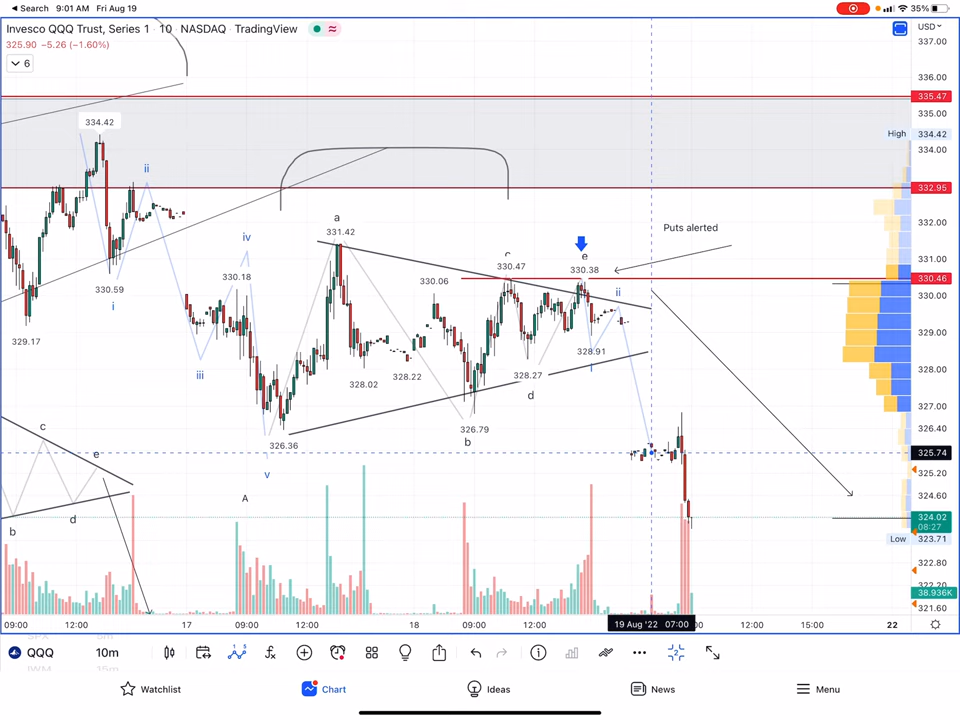 Search 9:01 AM Fri Aug 19 35%
Invesco QQQ Trust, Series 1 · 10 · NASDAQ · TradingView
USD
325.90 −5.26 (−1.60%)
6
337.00
336.00
335.47
335.00
High 334.42
334.00
332.95
332.00
331.00
330.46
330.00
329.00
328.00
327.00
326.40
325.74
325.20
324.60
324.02
08:27
Low 323.71
322.80
322.20
38.936K
321.60
334.42
ii
330.59
i
329.17
iv
330.18
iii
326.36
v
A
a
331.42
328.02
328.22
330.06
326.79
b
c
330.47
328.27
d
e
330.38
ii
328.91
i
Puts alerted
c
e
d
b
09:00 12:00 17 09:00 12:00 18 09:00 12:00 19 Aug '22 07:00 12:00 15:00 22
SPX
QQQ 10m
IWM
Watchlist Chart Ideas News Menu